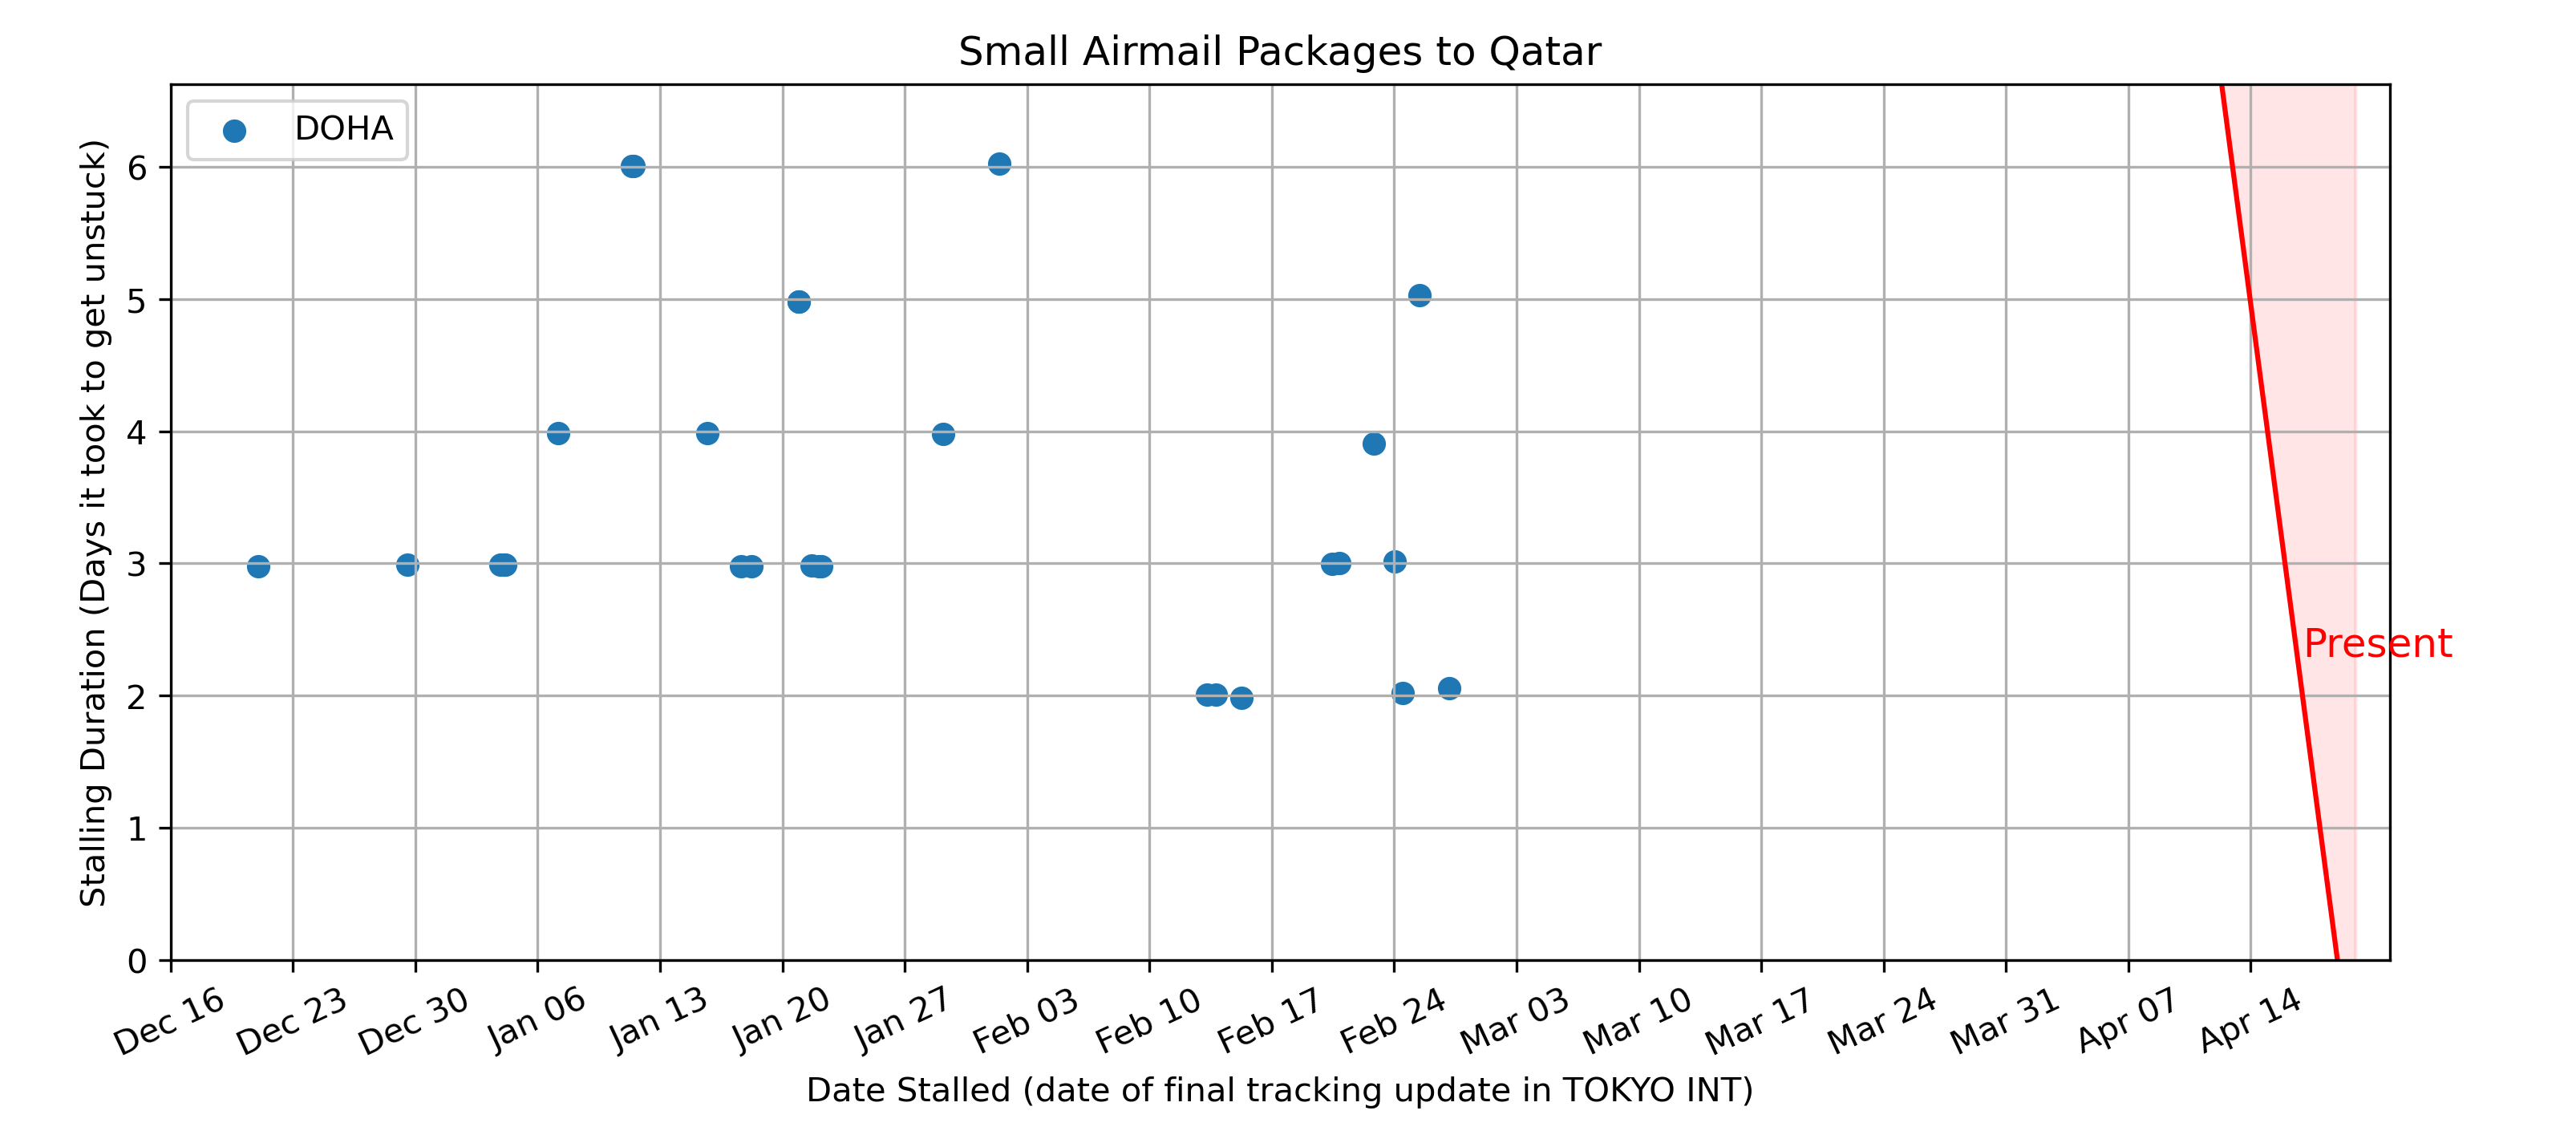 Small Airmail Packages to Qatar
DOHA
Stalling Duration (Days it took to get unstuck)
6
5
4
3
2
1
0
Present
Dec 16
Dec 23
Dec 30
Jan 06
Jan 13
Jan 20
Jan 27
Feb 03
Feb 10
Feb 17
Feb 24
Mar 03
Mar 10
Mar 17
Mar 24
Mar 31
Apr 07
Apr 14
Date Stalled (date of final tracking update in TOKYO INT)